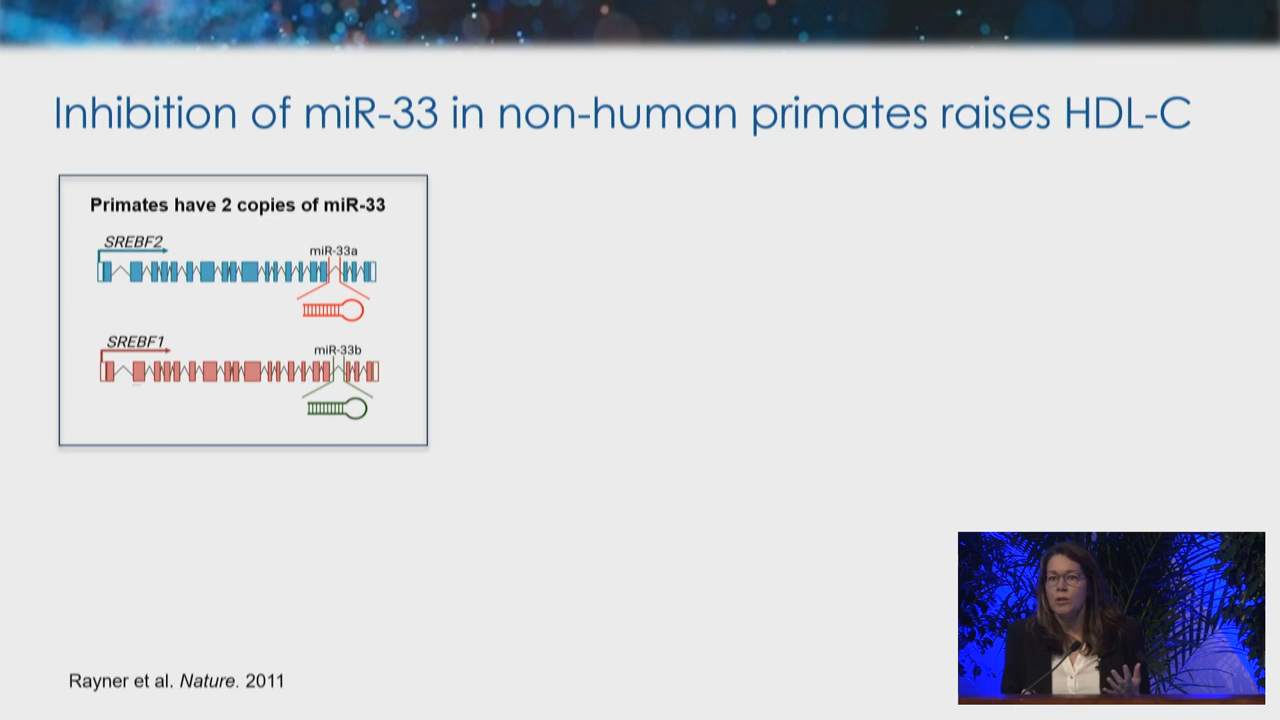 Inhibition of miR-33 in non-human primates raises HDL-C
Primates have 2 copies of miR-33
SREBF2
miR-33a
SREBF1
miR-33b
Rayner et al. Nature. 2011